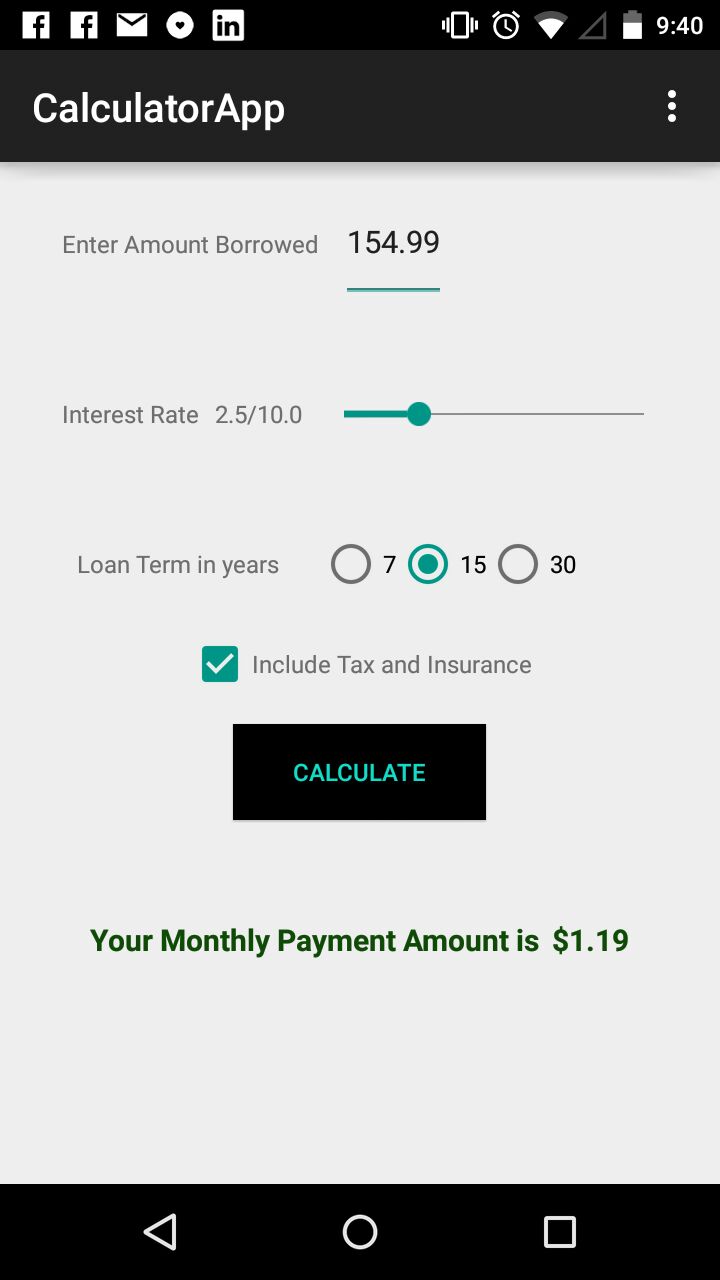 9:40
CalculatorApp
Enter Amount Borrowed 154.99
Interest Rate 2.5/10.0
Loan Term in years 7 15 30
Include Tax and Insurance
CALCULATE
Your Monthly Payment Amount is $1.19